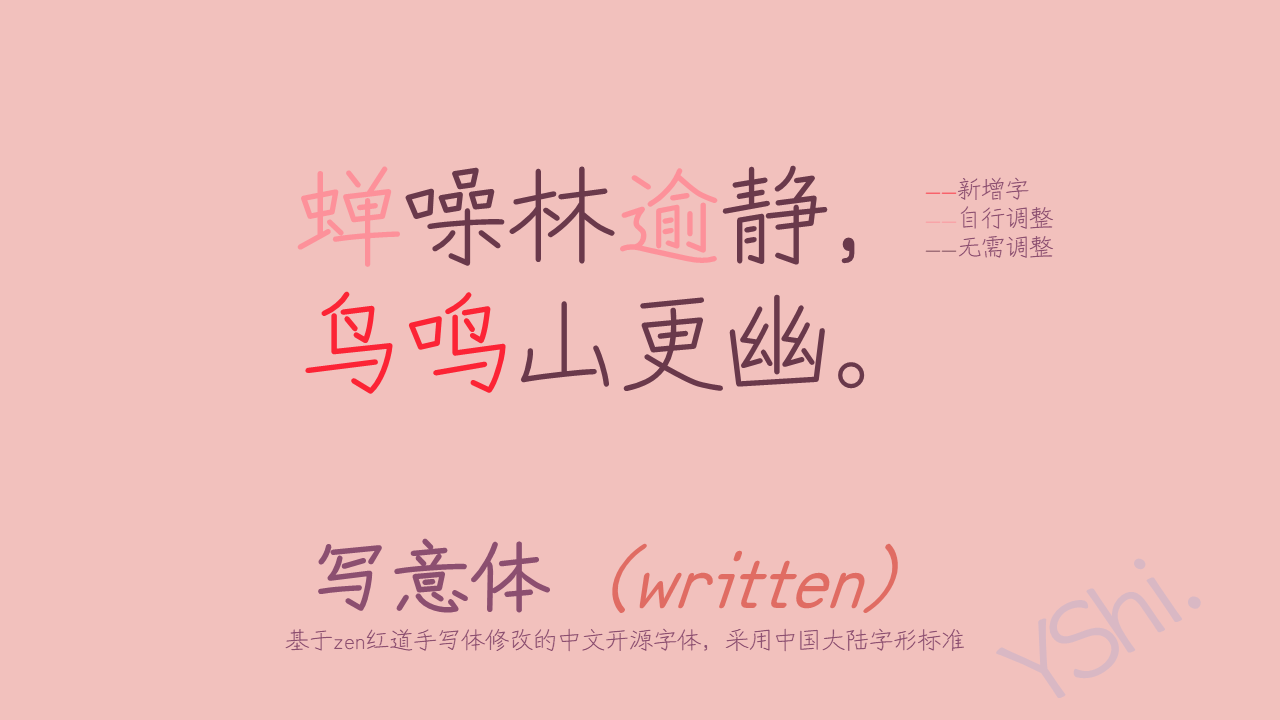 蝉噪林逾静，
鸟鸣山更幽。
——新增字
——自行调整
——无需调整
写意体（written）
基于zen红道手写体修改的中文开源字体，采用中国大陆字形标准
YShi.